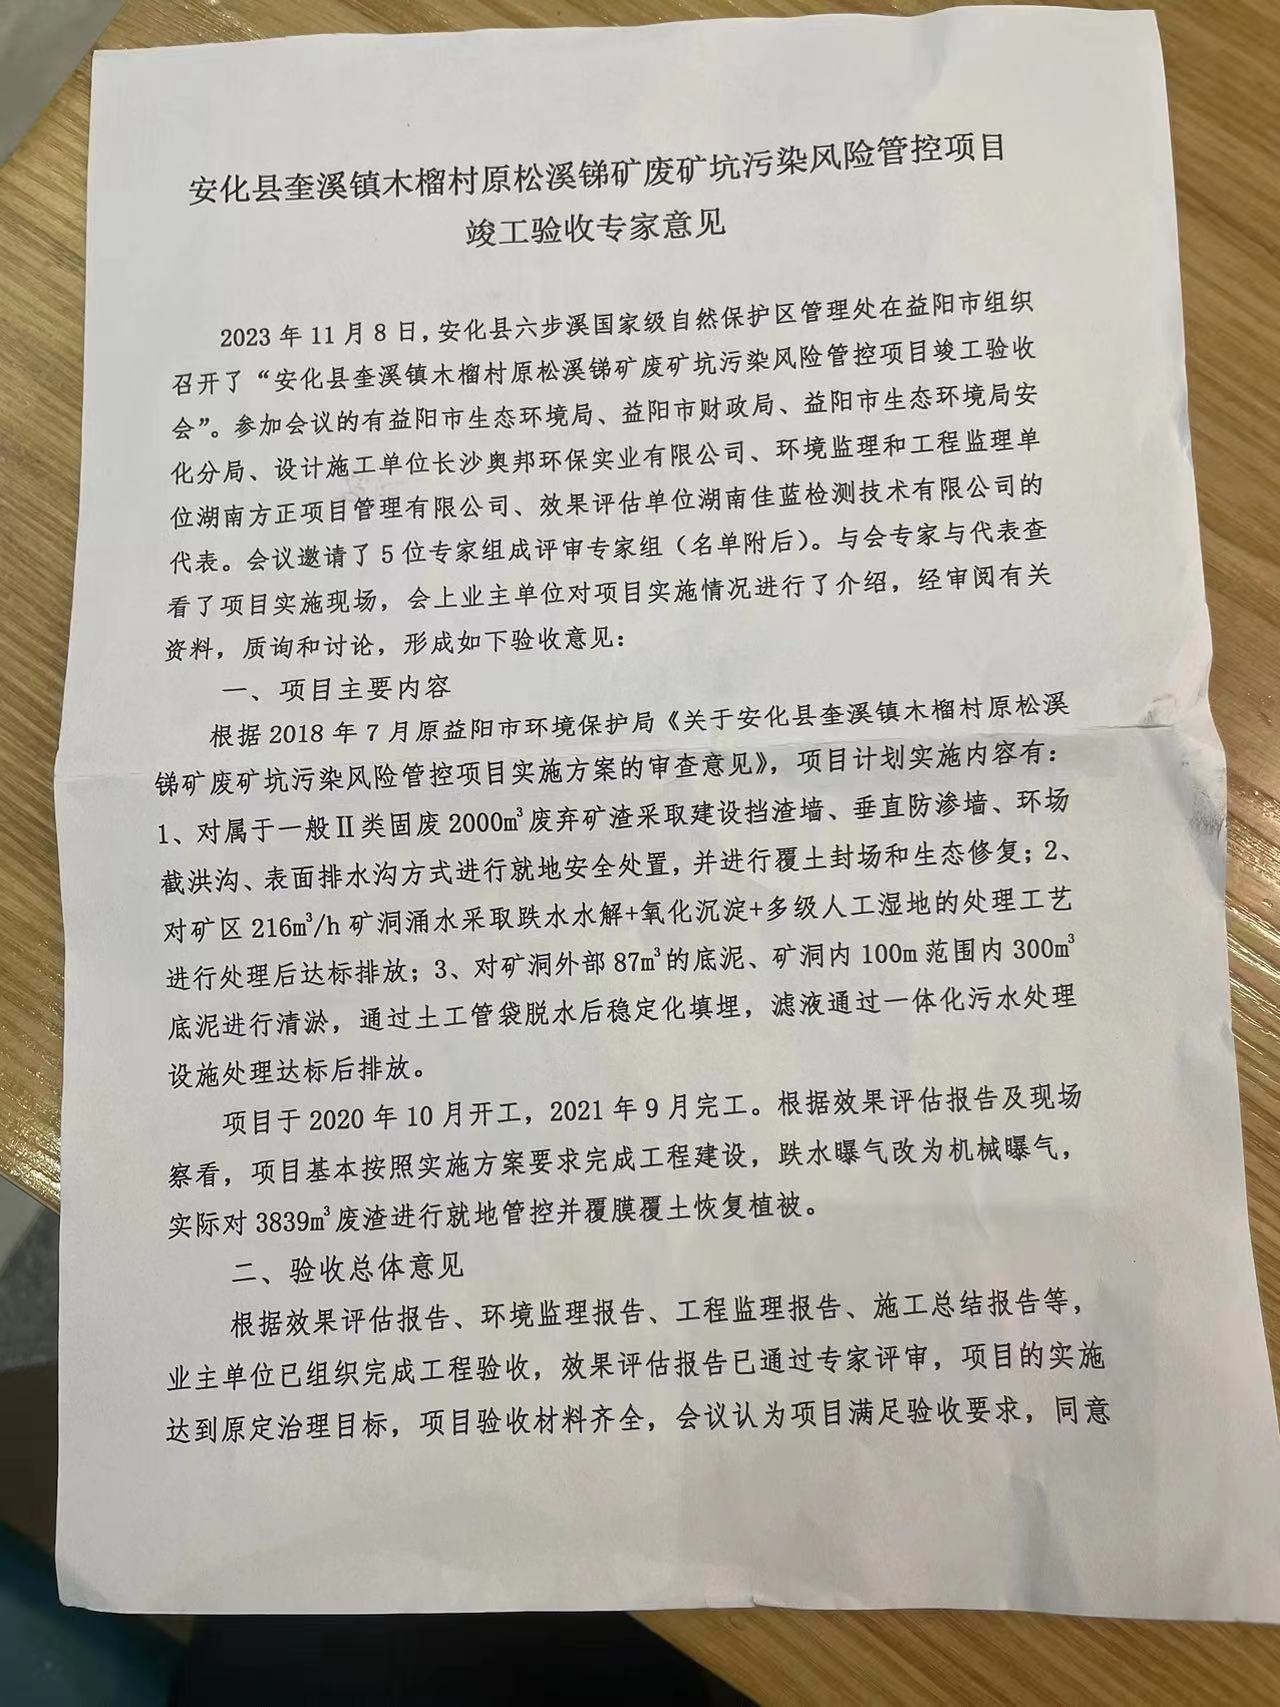 安化县奎溪镇木榴村原松溪锑矿废矿坑污染风险管控项目
竣工验收专家意见
2023 年 11 月 8 日，安化县六步溪国家级自然保护区管理处在益阳市组织
召开了“安化县奎溪镇木榴村原松溪锑矿废矿坑污染风险管控项目竣工验收
会”。参加会议的有益阳市生态环境局、益阳市财政局、益阳市生态环境局安
化分局、设计施工单位长沙奥邦环保实业有限公司、环境监理和工程监理单
位湖南方正项目管理有限公司、效果评估单位湖南佳蓝检测技术有限公司的
代表。会议邀请了 5 位专家组成评审专家组（名单附后）。与会专家与代表查
看了项目实施现场，会上业主单位对项目实施情况进行了介绍，经审阅有关
资料，质询和讨论，形成如下验收意见：
一、项目主要内容
根据 2018 年 7 月原益阳市环境保护局《关于安化县奎溪镇木榴村原松溪
锑矿废矿坑污染风险管控项目实施方案的审查意见》，项目计划实施内容有：
1、对属于一般Ⅱ类固废 2000m³废弃矿渣采取建设挡渣墙、垂直防渗墙、环场
截洪沟、表面排水沟方式进行就地安全处置，并进行覆土封场和生态修复；2、
对矿区 216m³/h 矿洞涌水采取跌水水解+氧化沉淀+多级人工湿地的处理工艺
进行处理后达标排放；3、对矿洞外部 87m³的底泥、矿洞内 100m 范围内 300m³
底泥进行清淤，通过土工管袋脱水后稳定化填埋，滤液通过一体化污水处理
设施处理达标后排放。
项目于 2020 年 10 月开工，2021 年 9 月完工。根据效果评估报告及现场
察看，项目基本按照实施方案要求完成工程建设，跌水曝气改为机械曝气，
实际对 3839m³废渣进行就地管控并覆膜覆土恢复植被。
二、验收总体意见
根据效果评估报告、环境监理报告、工程监理报告、施工总结报告等，
业主单位已组织完成工程验收，效果评估报告已通过专家评审，项目的实施
达到原定治理目标，项目验收材料齐全，会议认为项目满足验收要求，同意